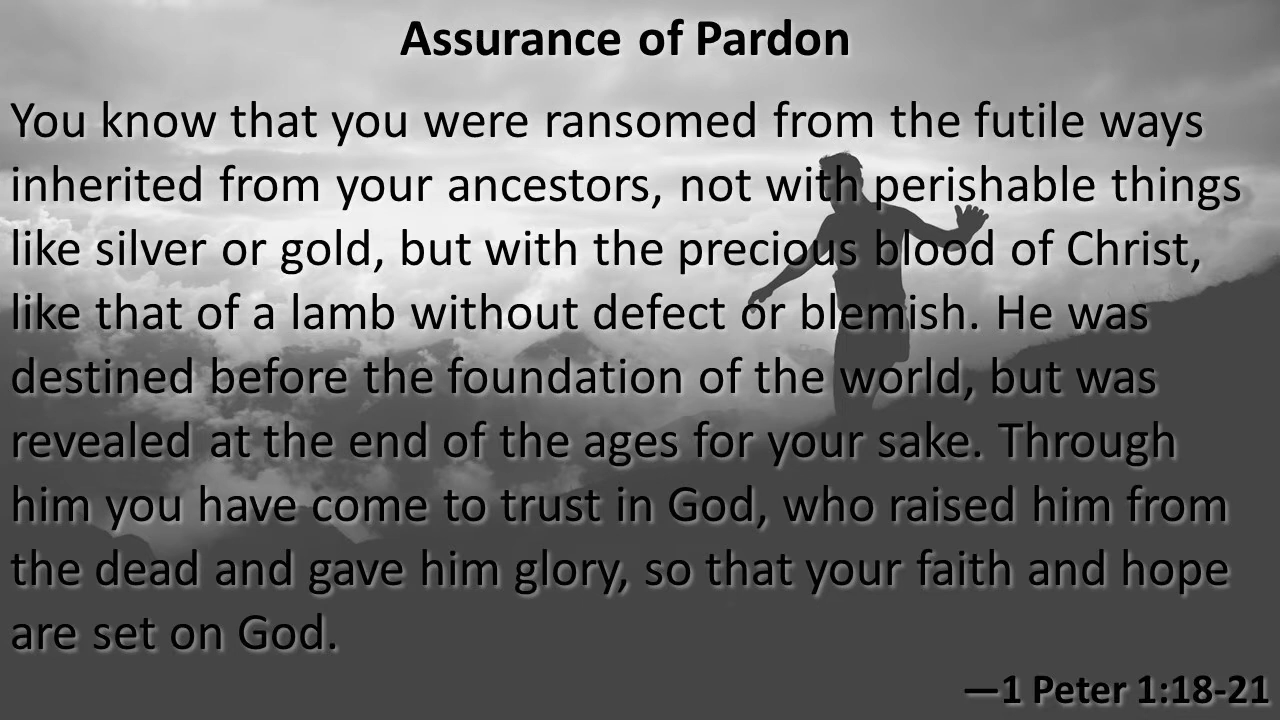 Assurance of Pardon
You know that you were ransomed from the futile ways
inherited from your ancestors, not with perishable things
like silver or gold, but with the precious blood of Christ,
like that of a lamb without defect or blemish. He was
destined before the foundation of the world, but was
revealed at the end of the ages for your sake. Through
him you have come to trust in God, who raised him from
the dead and gave him glory, so that your faith and hope
are set on God.
—1 Peter 1:18-21